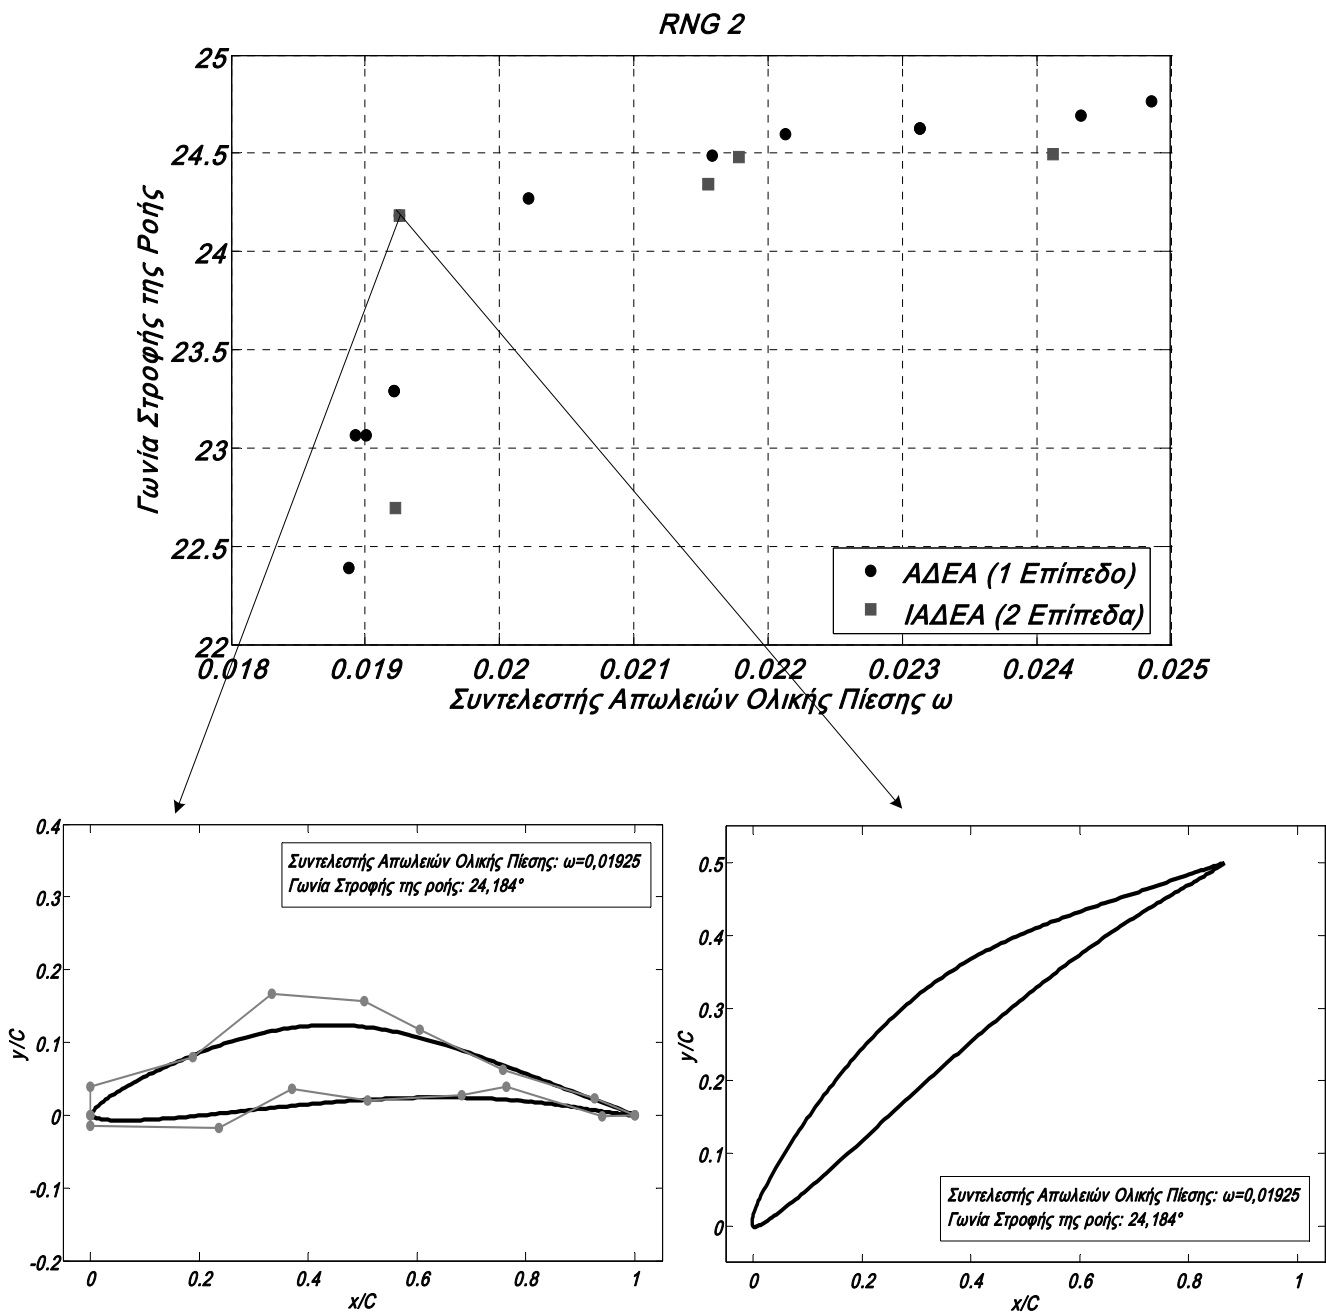 RNG 2
25
24.5
24
23.5
23
22.5
22
Γωνία Στροφής της Ροής
ΑΔΕΑ (1 Επίπεδο)
ΙΑΔΕΑ (2 Επίπεδα)
0.018 0.019 0.02 0.021 0.022 0.023 0.024 0.025
Συντελεστής Απωλειών Ολικής Πίεσης ω
0.4
0.3
0.2
0.1
0
-0.1
-0.2
y/C
Συντελεστής Απωλειών Ολικής Πίεσης: ω=0,01925
Γωνία Στροφής της ροής: 24,184°
0 0.2 0.4 0.6 0.8 1
x/C
0.5
0.4
0.3
0.2
0.1
0
y/C
Συντελεστής Απωλειών Ολικής Πίεσης: ω=0,01925
Γωνία Στροφής της ροής: 24,184°
0 0.2 0.4 0.6 0.8 1
x/C